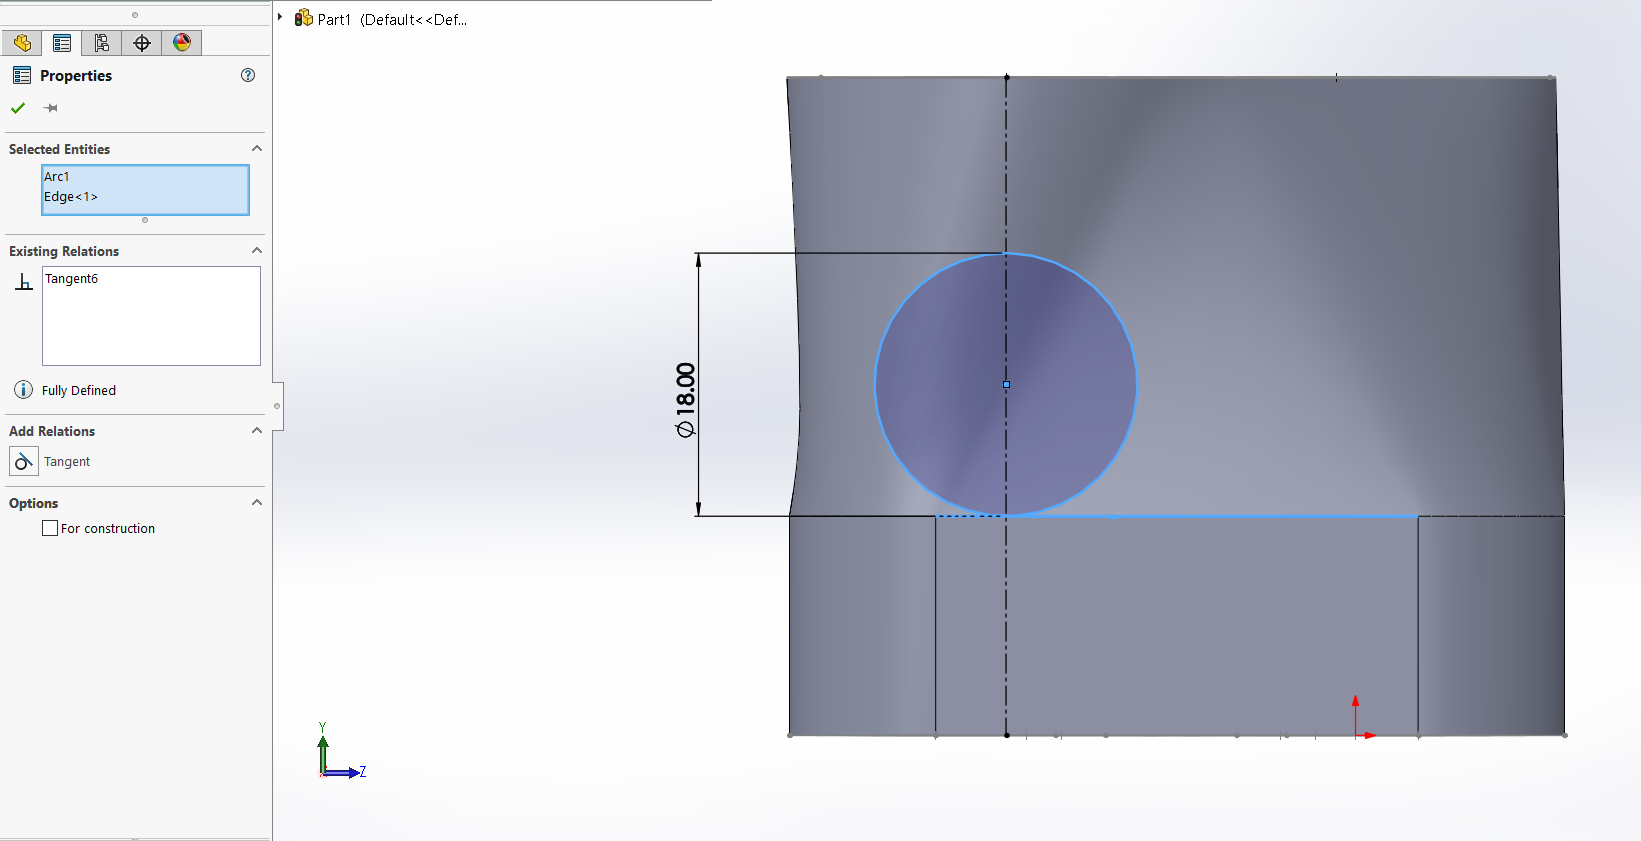 Part1 (Default<<Def...
Properties
Selected Entities
Arc1
Edge<1>
Existing Relations
Tangent6
Fully Defined
Add Relations
Tangent
Options
For construction
⌀18.00
Y
Z